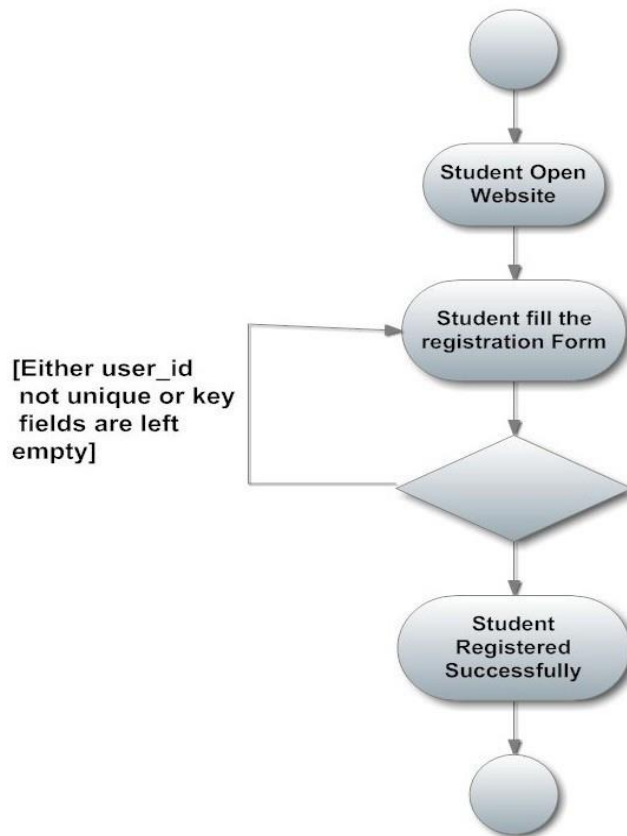 Student Open
Website
Student fill the
registration Form
[Either user_id
not unique or key
fields are left
empty]
Student
Registered
Successfully